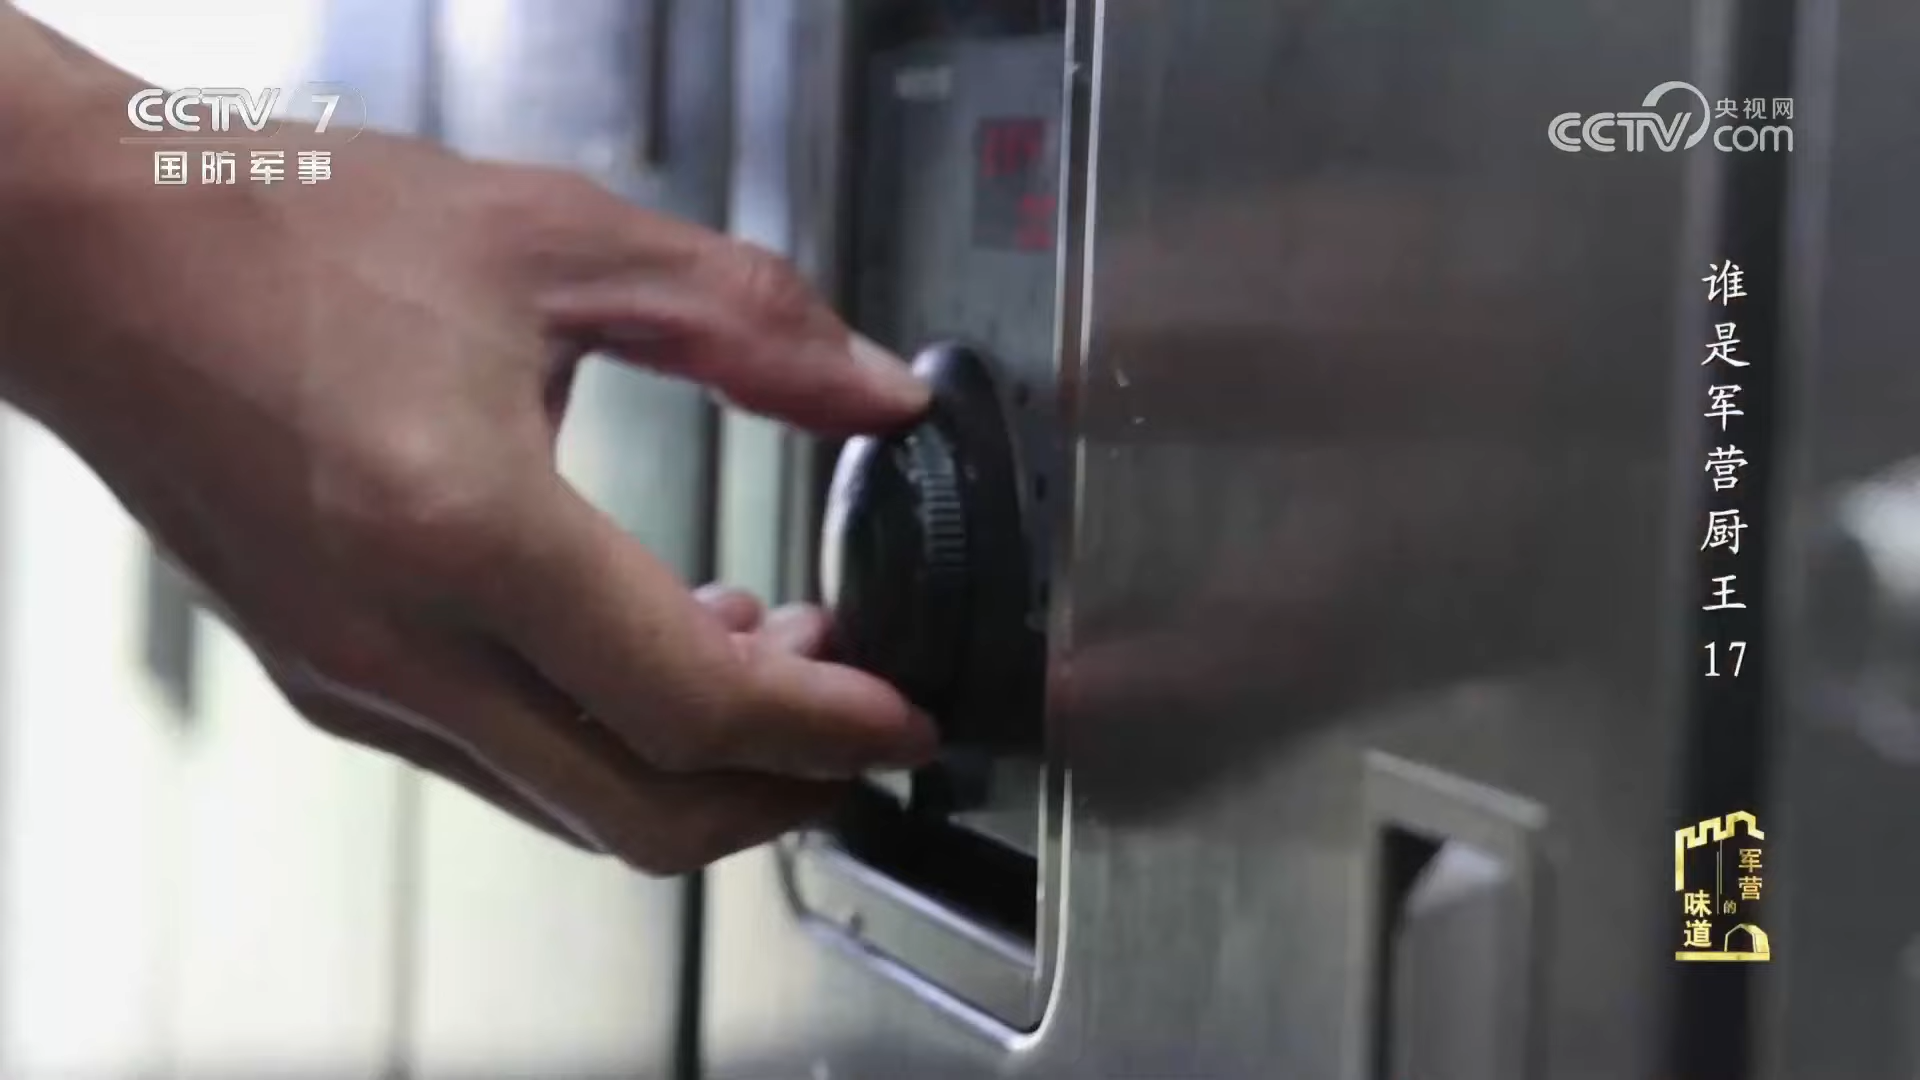 CCTV 7
国防军事
CCTV 央视网
com
谁是军营厨王 17
军营
的
味道